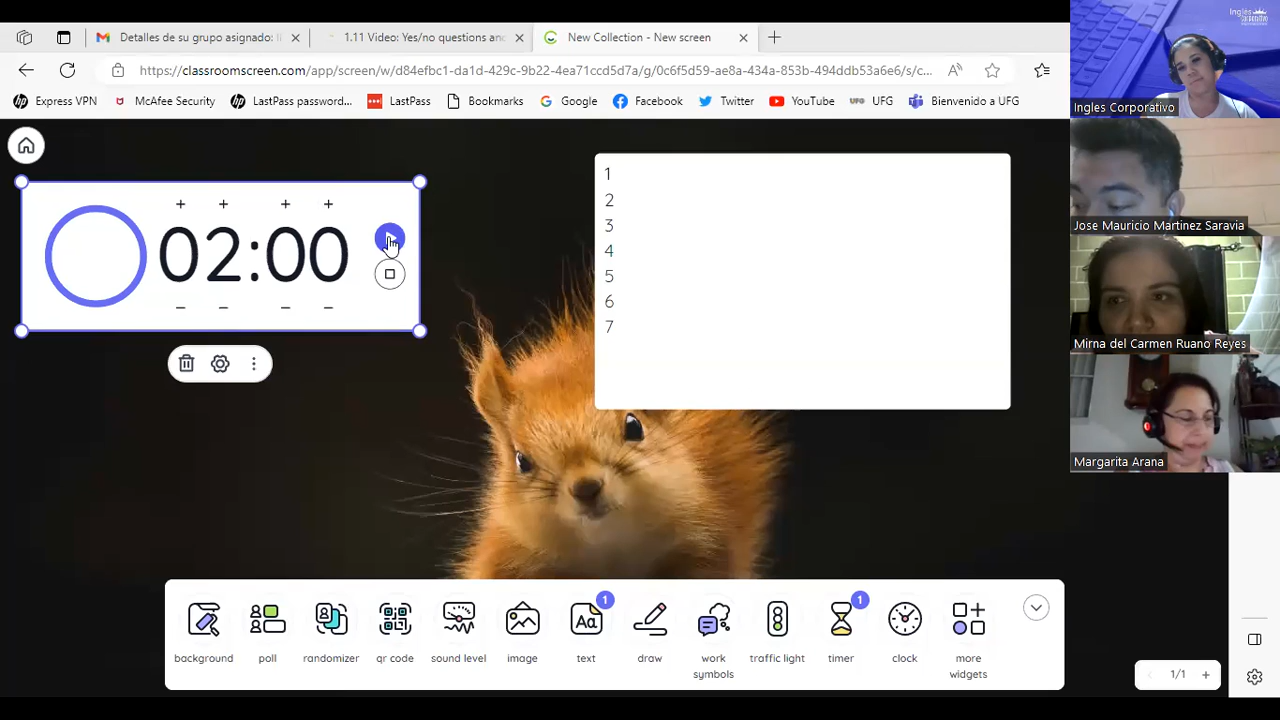 Detalles de su grupo asignado: li
1.11 Video: Yes/no questions and
New Collection - New screen
https://classroomscreen.com/app/screen/w/d84efbc1-da1d-429c-9b22-4ea71ccd5d7a/g/0c6f5d59-ae8a-434a-853b-494ddb53a6e6/s/c...
Express VPN
McAfee Security
LastPass password...
LastPass
Bookmarks
Google
Facebook
Twitter
YouTube
UFG
Bienvenido a UFG
Inglés
CORPORATIVO
Ingles Corporativo
Jose Mauricio Martinez Saravia
Mirna del Carmen Ruano Reyes
Margarita Arana
02:00
1
2
3
4
5
6
7
background
poll
randomizer
qr code
sound level
image
1
text
draw
work symbols
traffic light
1
timer
clock
more widgets
1/1